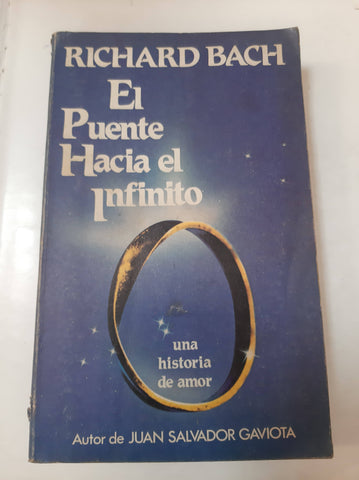 RICHARD BACH
El
Puente
Hacia el
Infinito
una
historia
de amor
Autor de JUAN SALVADOR GAVIOTA